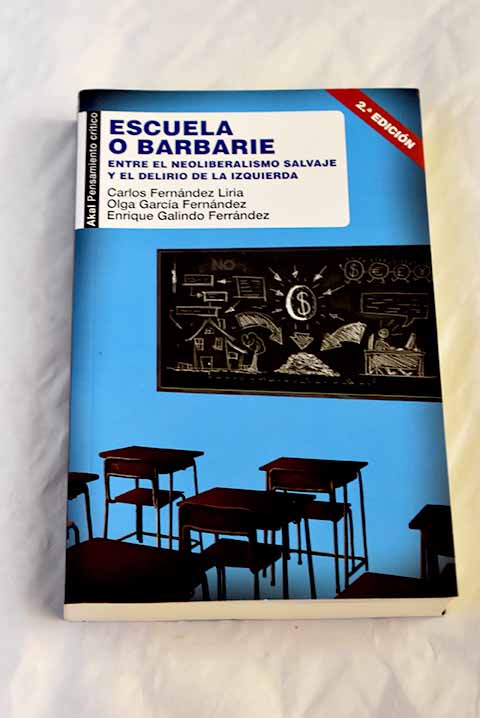 Akal Pensamiento crítico
2.ª EDICIÓN
ESCUELA
O BARBARIE
ENTRE EL NEOLIBERALISMO SALVAJE
Y EL DELIRIO DE LA IZQUIERDA
Carlos Fernández Liria
Olga García Fernández
Enrique Galindo Ferrández
NO
$
$ € €